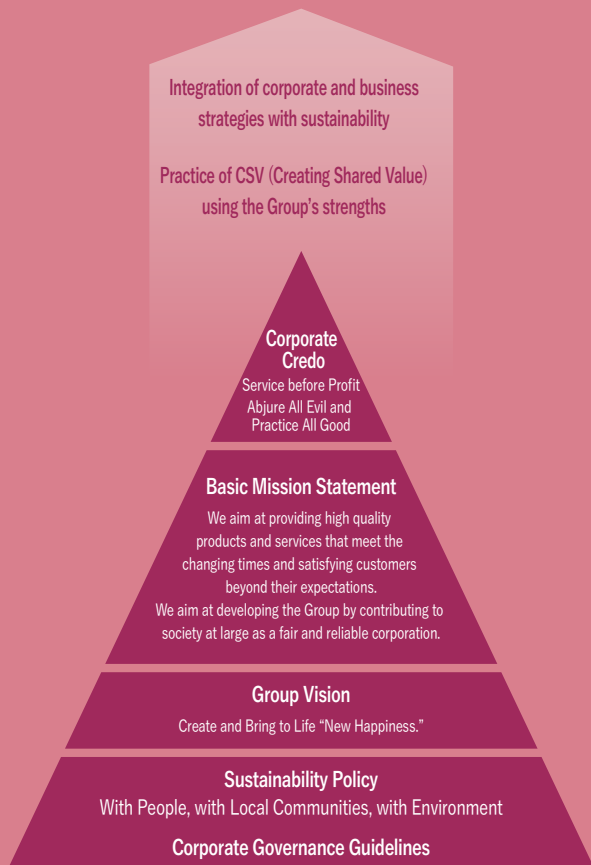 Integration of corporate and business
strategies with sustainability
Practice of CSV (Creating Shared Value)
using the Group's strengths
Corporate
Credo
Service before Profit
Abjure All Evil and
Practice All Good
Basic Mission Statement
We aim at providing high quality
products and services that meet the
changing times and satisfying customers
beyond their expectations.
We aim at developing the Group by contributing to
society at large as a fair and reliable corporation.
Group Vision
Create and Bring to Life “New Happiness.”
Sustainability Policy
With People, with Local Communities, with Environment
Corporate Governance Guidelines